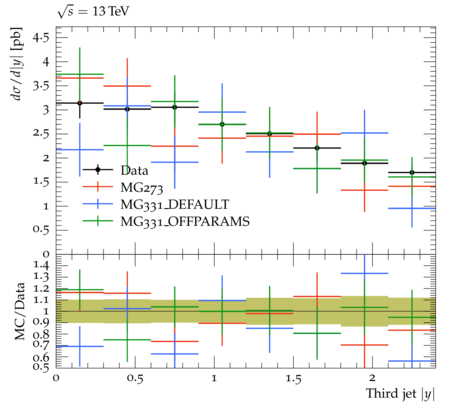 √s = 13 TeV
dσ/d|y| [pb]
4.5
4
3.5
3
2.5
2
1.5
1
0.5
0
Data
MG273
MG331_DEFAULT
MG331_OFFPARAMS
MC/Data
1.4
1.3
1.2
1.1
1
0.9
0.8
0.7
0.6
0.5
0 0.5 1 1.5 2
Third jet |y|